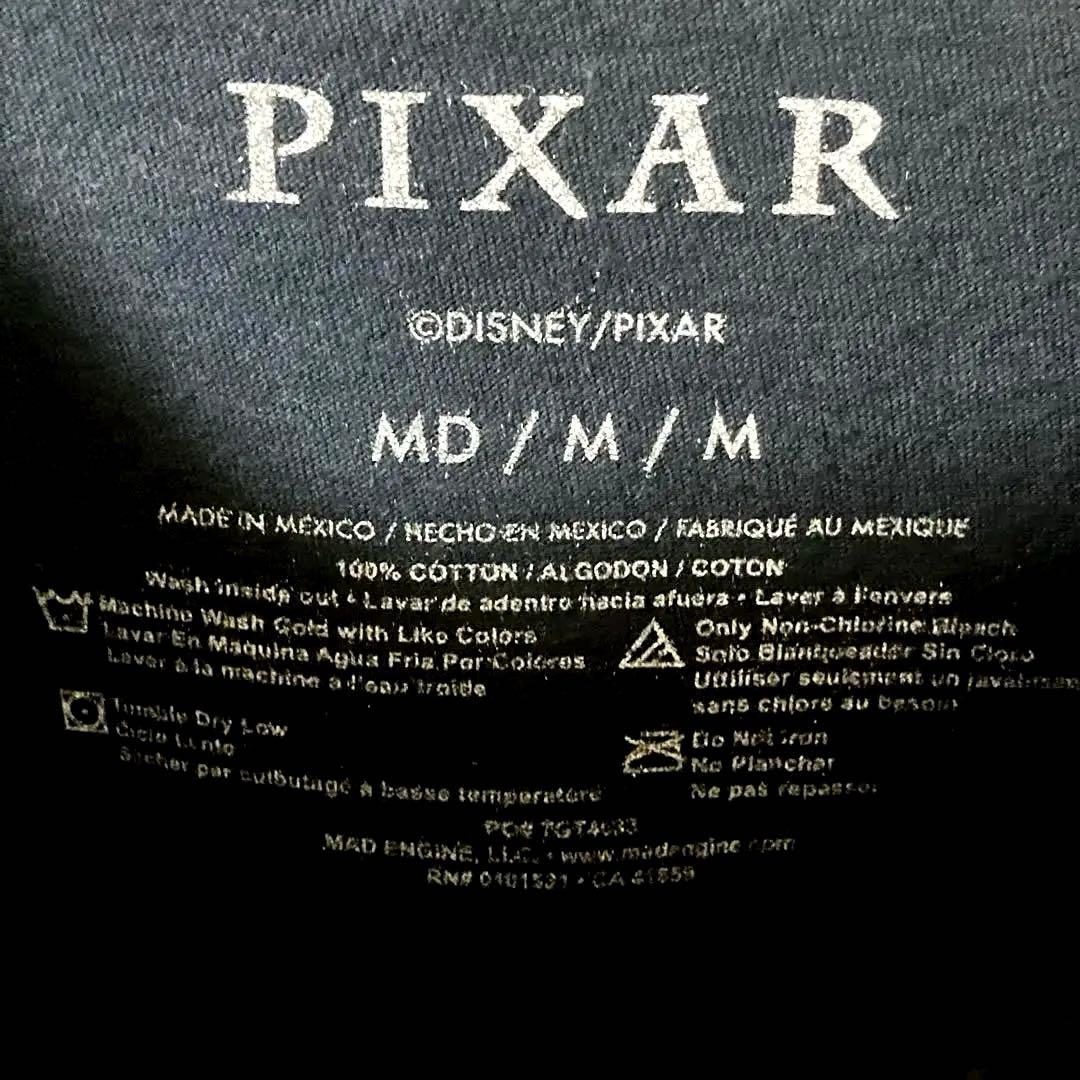 PIXAR
©DISNEY/PIXAR
MD / M / M
MADE IN MEXICO / HECHO EN MEXICO / FABRIQUÉ AU MEXIQUE
100% COTTON / ALGODON / COTON
Wash inside out • Lavar de adentro hacia afuera • Laver à l'envers
Machine Wash Cold with Like Colors
Lavar En Maquina Agua Fria Por Colores
Laver à la machine à l'eau froide
Only Non-Chlorine Bleach
Solo Blanqueador Sin Cloro
Utiliser seulement un
sans chlore au besoin
Tumble Dry Low
Ciclo Lento
Sécher par culbutage à basse température
Do Not Iron
No Planchar
Ne pas repasser
PO#
MAD ENGINE, LLC. • www.madengine.com
RN# • CA 41859